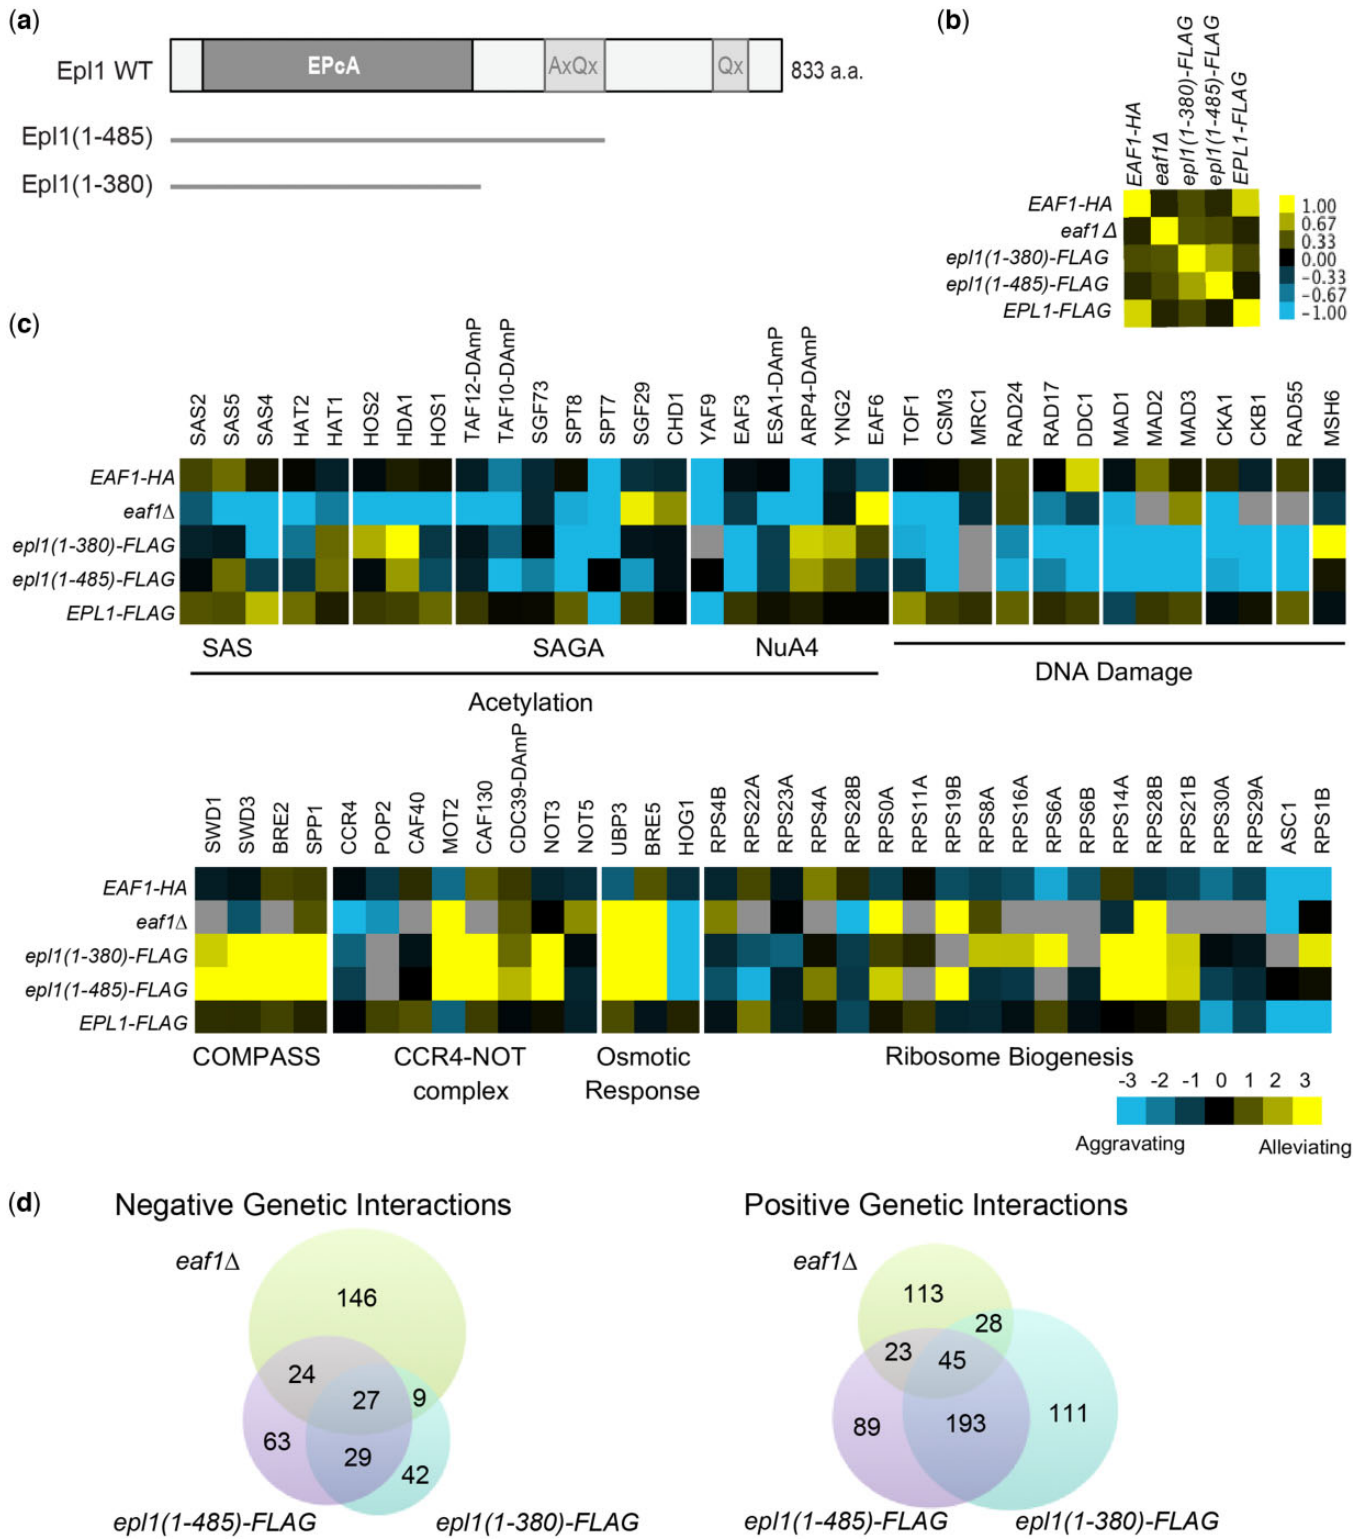 (a)
Epl1 WT
EPcA
AxQx
Qx
833 a.a.
Epl1(1-485)
Epl1(1-380)
(b)
EAF1-HA
eaf1Δ
epl1(1-380)-FLAG
epl1(1-485)-FLAG
EPL1-FLAG
EAF1-HA
eaf1Δ
epl1(1-380)-FLAG
epl1(1-485)-FLAG
EPL1-FLAG
1.00
0.67
0.33
0.00
-0.33
-0.67
-1.00
(c)
SAS2
SAS5
SAS4
HAT2
HAT1
HOS2
HDA1
HOS1
TAF12-DAmP
TAF10-DAmP
SGF73
SPT8
SPT7
SGF29
CHD1
YAF9
EAF3
ESA1-DAmP
ARP4-DAmP
YNG2
EAF6
TOF1
CSM3
MRC1
RAD24
RAD17
DDC1
MAD1
MAD2
MAD3
CKA1
CKB1
RAD55
MSH6
EAF1-HA
eaf1Δ
epl1(1-380)-FLAG
epl1(1-485)-FLAG
EPL1-FLAG
SAS
SAGA
NuA4
DNA Damage
Acetylation
SWD1
SWD3
BRE2
SPP1
CCR4
POP2
CAF40
MOT2
CAF130
CDC39-DAmP
NOT3
NOT5
UBP3
BRE5
HOG1
RPS4B
RPS22A
RPS23A
RPS4A
RPS28B
RPS0A
RPS11A
RPS19B
RPS8A
RPS16A
RPS6A
RPS6B
RPS14A
RPS28B
RPS21B
RPS30A
RPS29A
ASC1
RPS1B
EAF1-HA
eaf1Δ
epl1(1-380)-FLAG
epl1(1-485)-FLAG
EPL1-FLAG
COMPASS
CCR4-NOT
complex
Osmotic
Response
Ribosome Biogenesis
-3 -2 -1 0 1 2 3
Aggravating
Alleviating
(d)
Negative Genetic Interactions
eaf1Δ
146
24
27
9
63
29
42
epl1(1-485)-FLAG
epl1(1-380)-FLAG
Positive Genetic Interactions
eaf1Δ
113
28
23
45
89
193
111
epl1(1-485)-FLAG
epl1(1-380)-FLAG